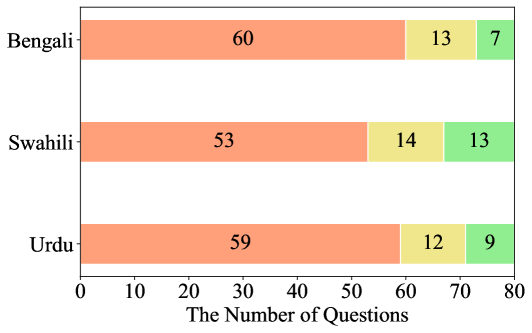 Bengali 60 13 7
Swahili 53 14 13
Urdu 59 12 9
0 10 20 30 40 50 60 70 80
The Number of Questions